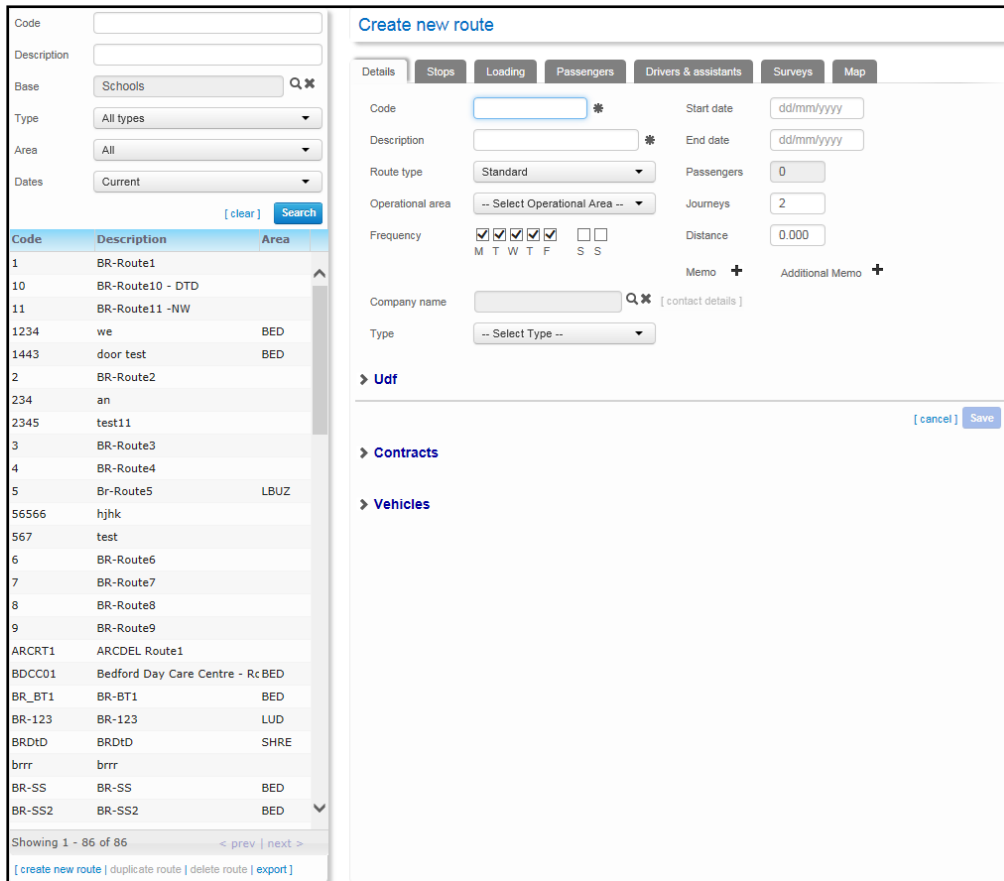 Code
Description
Base Schools
Type All types
Area All
Dates Current
[ clear ] Search
Code Description Area
1 BR-Route1
10 BR-Route10 - DTD
11 BR-Route11 -NW
1234 we BED
1443 door test BED
2 BR-Route2
234 an
2345 test11
3 BR-Route3
4 BR-Route4
5 Br-Route5 LBUZ
56566 hjhk
567 test
6 BR-Route6
7 BR-Route7
8 BR-Route8
9 BR-Route9
ARCRT1 ARCDEL Route1
BDCC01 Bedford Day Care Centre - Rc BED
BR_BT1 BR-BT1 BED
BR-123 BR-123 LUD
BRDtD BRDtD SHRE
brrr brrr
BR-SS BR-SS BED
BR-SS2 BR-SS2 BED
Showing 1 - 86 of 86 < prev | next >
[ create new route | duplicate route | delete route | export ]
Create new route
Details Stops Loading Passengers Drivers & assistants Surveys Map
Code Start date dd/mm/yyyy
Description End date dd/mm/yyyy
Route type Standard Passengers 0
Operational area -- Select Operational Area -- Journeys 2
Frequency Distance 0.000
M T W T F S S
Memo Additional Memo
Company name [ contact details ]
Type -- Select Type --
Udf
[ cancel ] Save
Contracts
Vehicles